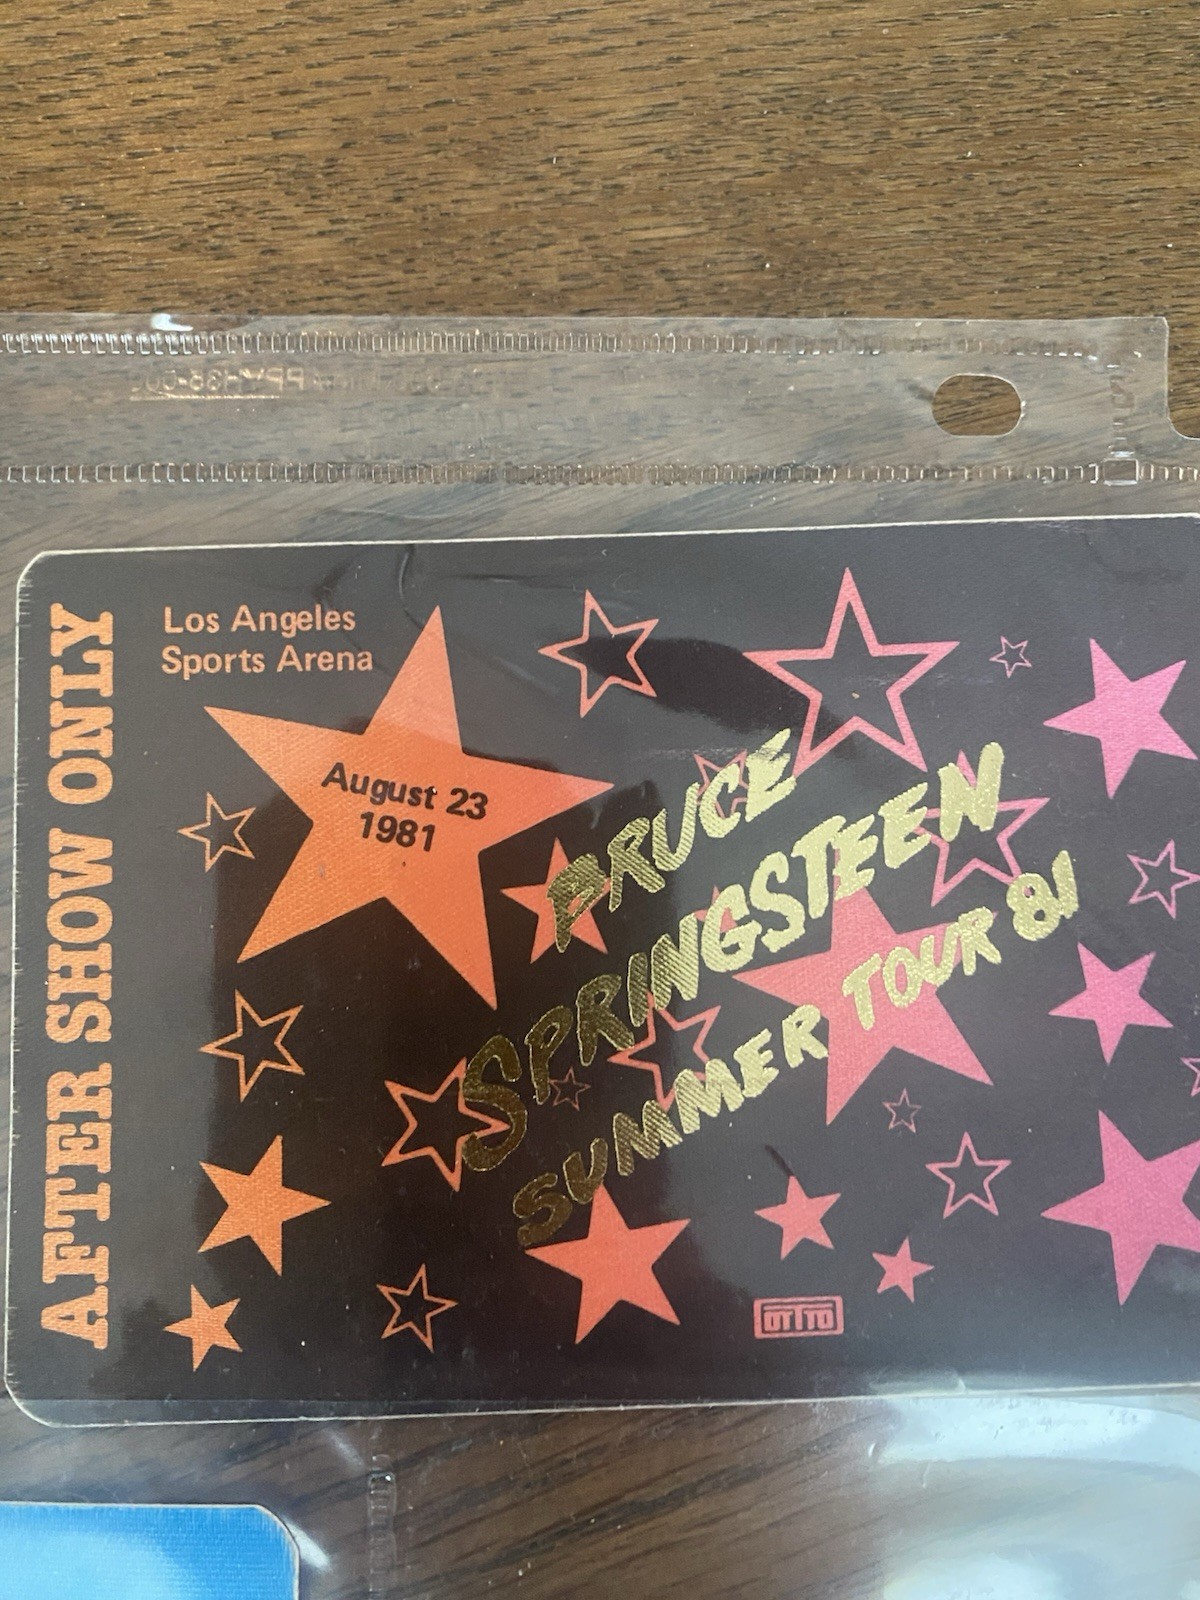 AFTER SHOW ONLY
Los Angeles
Sports Arena
August 23
1981
BRUCE
SPRINGSTEEN
SUMMER TOUR 81
OTTO